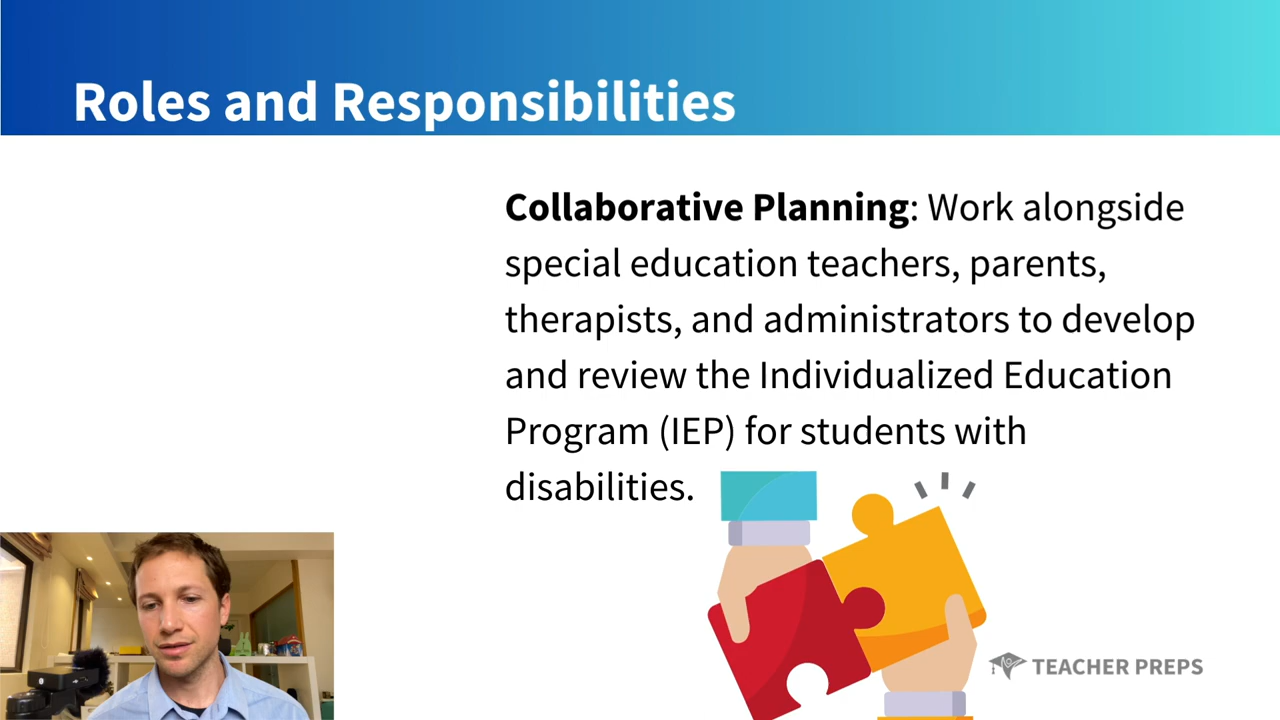 Roles and Responsibilities
Collaborative Planning: Work alongside
special education teachers, parents,
therapists, and administrators to develop
and review the Individualized Education
Program (IEP) for students with
disabilities.
TEACHER PREPS